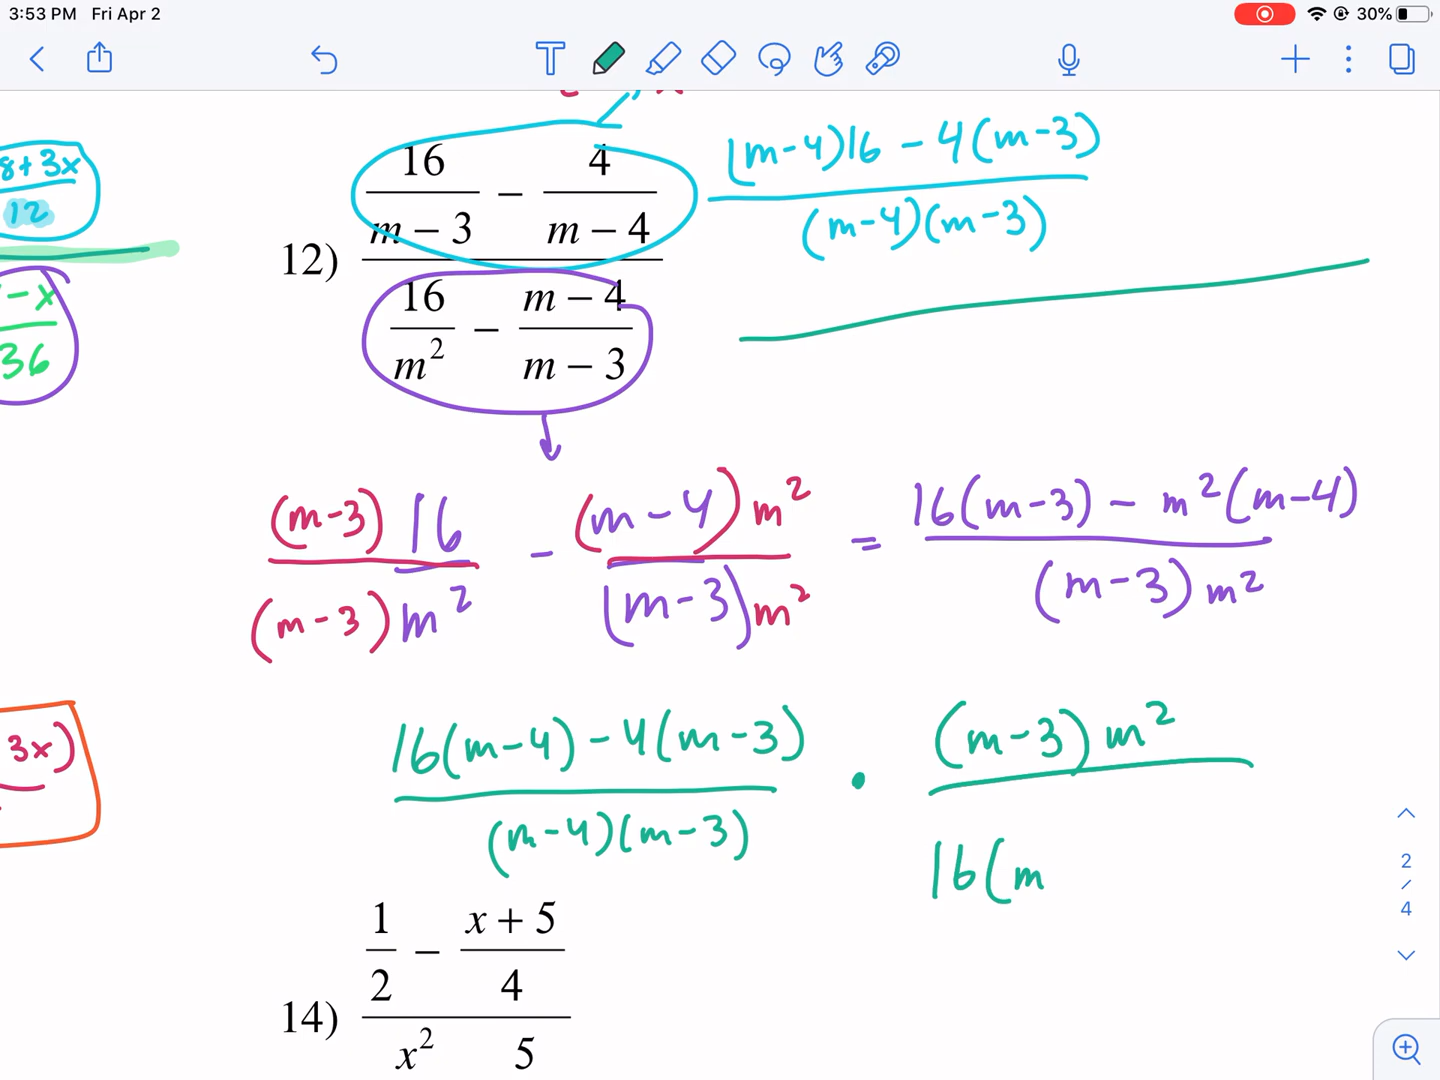 3:53 PM Fri Apr 2 30%
8+3x
12
-x
36
3x)
12)
16/(m − 3) − 4/(m − 4)
16/m² − (m − 4)/(m − 3)
(m-4)16 - 4(m-3)
(m-4)(m-3)
(m-3)16 - (m-4)m² = 16(m-3) - m²(m-4)
(m-3)m² (m-3)m² (m-3)m²
16(m-4) - 4(m-3) · (m-3)m²
(m-4)(m-3) 16(m
14)
1/2 − (x + 5)/4
x² 5
2
/
4